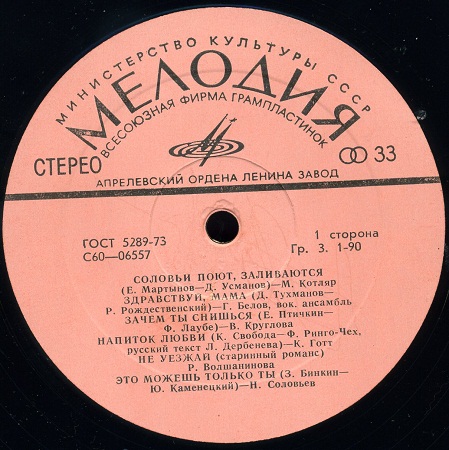 МИНИСТЕРСТВО КУЛЬТУРЫ СССР
МЕЛОДИЯ
ВСЕСОЮЗНАЯ ФИРМА ГРАМПЛАСТИНОК
СТЕРЕО
33
АПРЕЛЕВСКИЙ ОРДЕНА ЛЕНИНА ЗАВОД
ГОСТ 5289-73
С60—06557
1 сторона
Гр. 3. 1-90
СОЛОВЬИ ПОЮТ, ЗАЛИВАЮТСЯ
(Е. Мартынов—Д. Усманов)— М. Котляр
ЗДРАВСТВУЙ, МАМА (Д. Тухманов—
Р. Рождественский)— Г. Белов, вок. ансамбль
ЗАЧЕМ ТЫ СНИШЬСЯ (Е. Птичкин—
Ф. Лаубе)— В. Круглова
НАПИТОК ЛЮБВИ (К. Свобода—Ф. Ринго-Чех,
русский текст Л. Дербенева)— К. Готт
НЕ УЕЗЖАЙ (старинный романс)
Р. Волшанинова
ЭТО МОЖЕШЬ ТОЛЬКО ТЫ (З. Бинкин—
Ю. Каменецкий)— Н. Соловьев